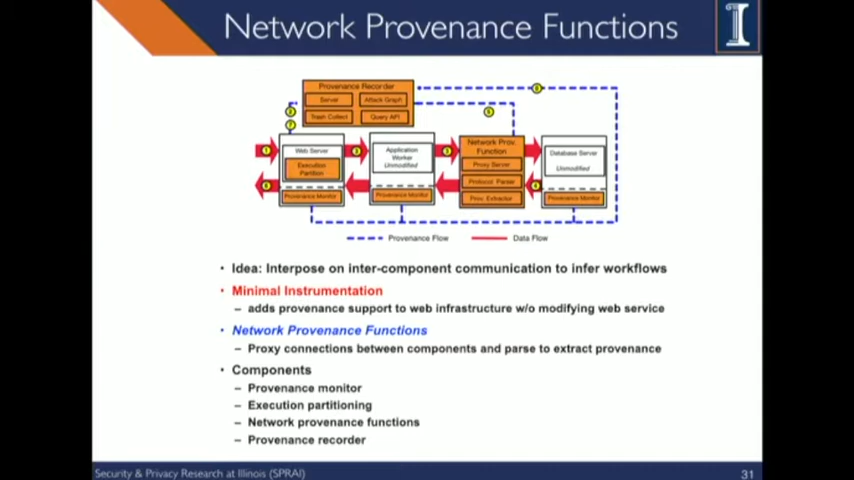 Network Provenance Functions
I
Provenance Recorder
Server
Attack Graph
Trash Collect
Query API
Web Server
Execution
Partition
Provenance Monitor
Application
Worker
Unmodified
Provenance Monitor
Network Prov.
Function
Proxy Server
Protocol Parser
Prov. Extractor
Database Server
Unmodified
Provenance Monitor
Provenance Flow
Data Flow
• Idea: Interpose on inter-component communication to infer workflows
• Minimal Instrumentation
– adds provenance support to web infrastructure w/o modifying web service
• Network Provenance Functions
– Proxy connections between components and parse to extract provenance
• Components
– Provenance monitor
– Execution partitioning
– Network provenance functions
– Provenance recorder
Security & Privacy Research at Illinois (SPRAI)
31